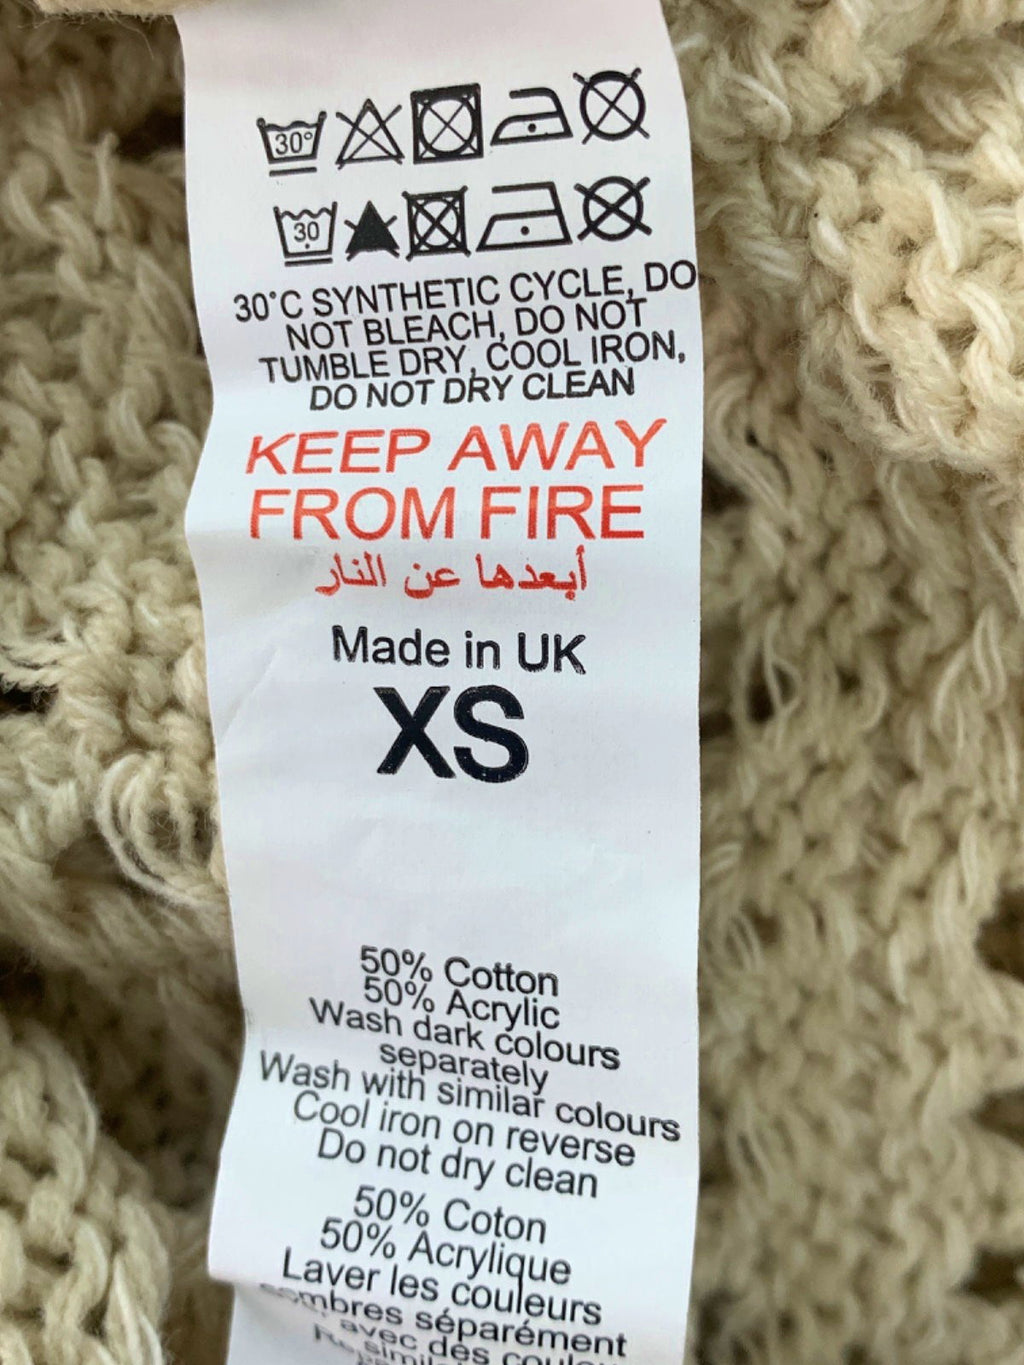 30°
30
30°C SYNTHETIC CYCLE, DO
NOT BLEACH, DO NOT
TUMBLE DRY, COOL IRON,
DO NOT DRY CLEAN
KEEP AWAY
FROM FIRE
أبعدها عن النار
Made in UK
XS
50% Cotton
50% Acrylic
Wash dark colours
separately
Wash with similar colours
Cool iron on reverse
Do not dry clean
50% Coton
50% Acrylique
Laver les couleurs
sombres séparément
avec des